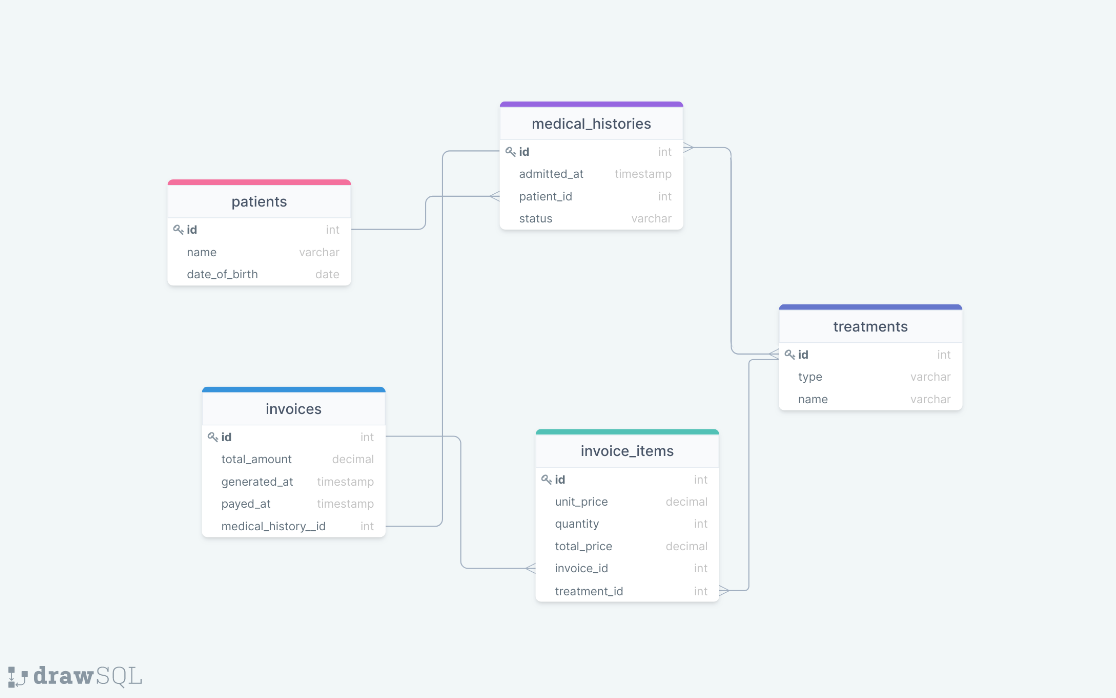 medical_histories
id int
admitted_at timestamp
patient_id int
status varchar
patients
id int
name varchar
date_of_birth date
treatments
id int
type varchar
name varchar
invoices
id int
total_amount decimal
generated_at timestamp
payed_at timestamp
medical_history__id int
invoice_items
id int
unit_price decimal
quantity int
total_price decimal
invoice_id int
treatment_id int
drawSQL